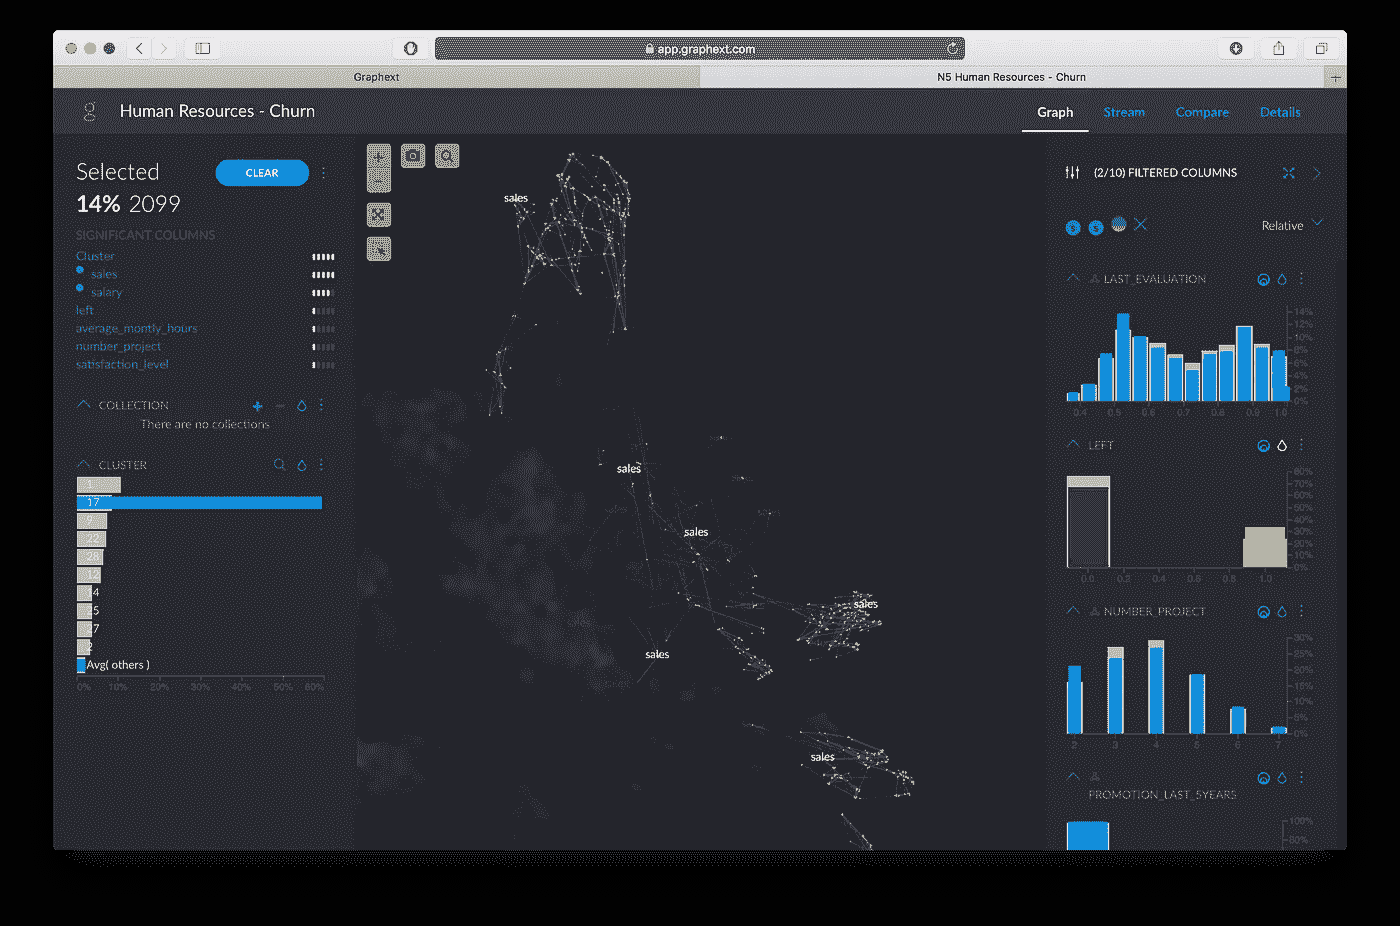 app.graphext.com
Graphext
N5 Human Resources - Churn
Human Resources - Churn
Graph
Stream
Compare
Details
Selected
CLEAR
14% 2099
SIGNIFICANT COLUMNS
Cluster
sales
salary
left
average_montly_hours
number_project
satisfaction_level
COLLECTION
There are no collections
CLUSTER
1
17
9
22
28
12
14
25
27
2
Avg( others )
0% 10% 20% 30% 40% 50% 60%
sales
sales
sales
sales
sales
sales
(2/10) FILTERED COLUMNS
Relative
LAST_EVALUATION
14%
12%
10%
8%
6%
4%
2%
0%
0.4 0.5 0.6 0.7 0.8 0.9 1.0
LEFT
80%
70%
60%
50%
40%
30%
20%
10%
0%
0.0 0.2 0.4 0.6 0.8 1.0
NUMBER_PROJECT
30%
25%
20%
15%
10%
5%
0%
2 3 4 5 6 7
PROMOTION_LAST_5YEARS
100%
80%